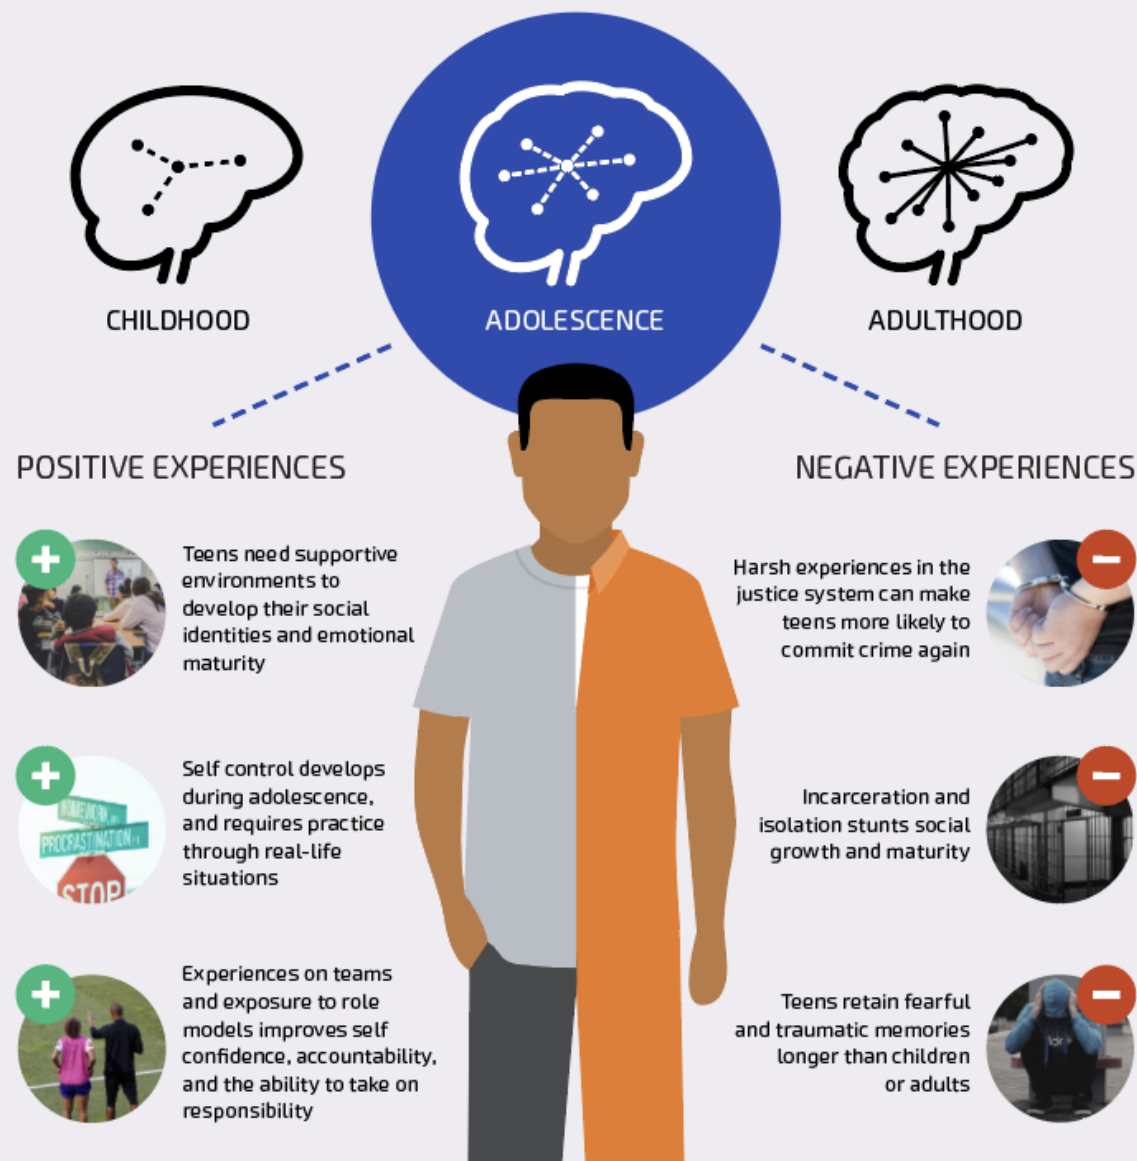 CHILDHOOD
ADOLESCENCE
ADULTHOOD
POSITIVE EXPERIENCES
Teens need supportive
environments to
develop their social
identities and emotional
maturity
HOMEWORK
PROCRASTINATION
STOP
Self control develops
during adolescence,
and requires practice
through real-life
situations
Experiences on teams
and exposure to role
models improves self
confidence, accountability,
and the ability to take on
responsibility
NEGATIVE EXPERIENCES
Harsh experiences in the
justice system can make
teens more likely to
commit crime again
Incarceration and
isolation stunts social
growth and maturity
Teens retain fearful
and traumatic memories
longer than children
or adults